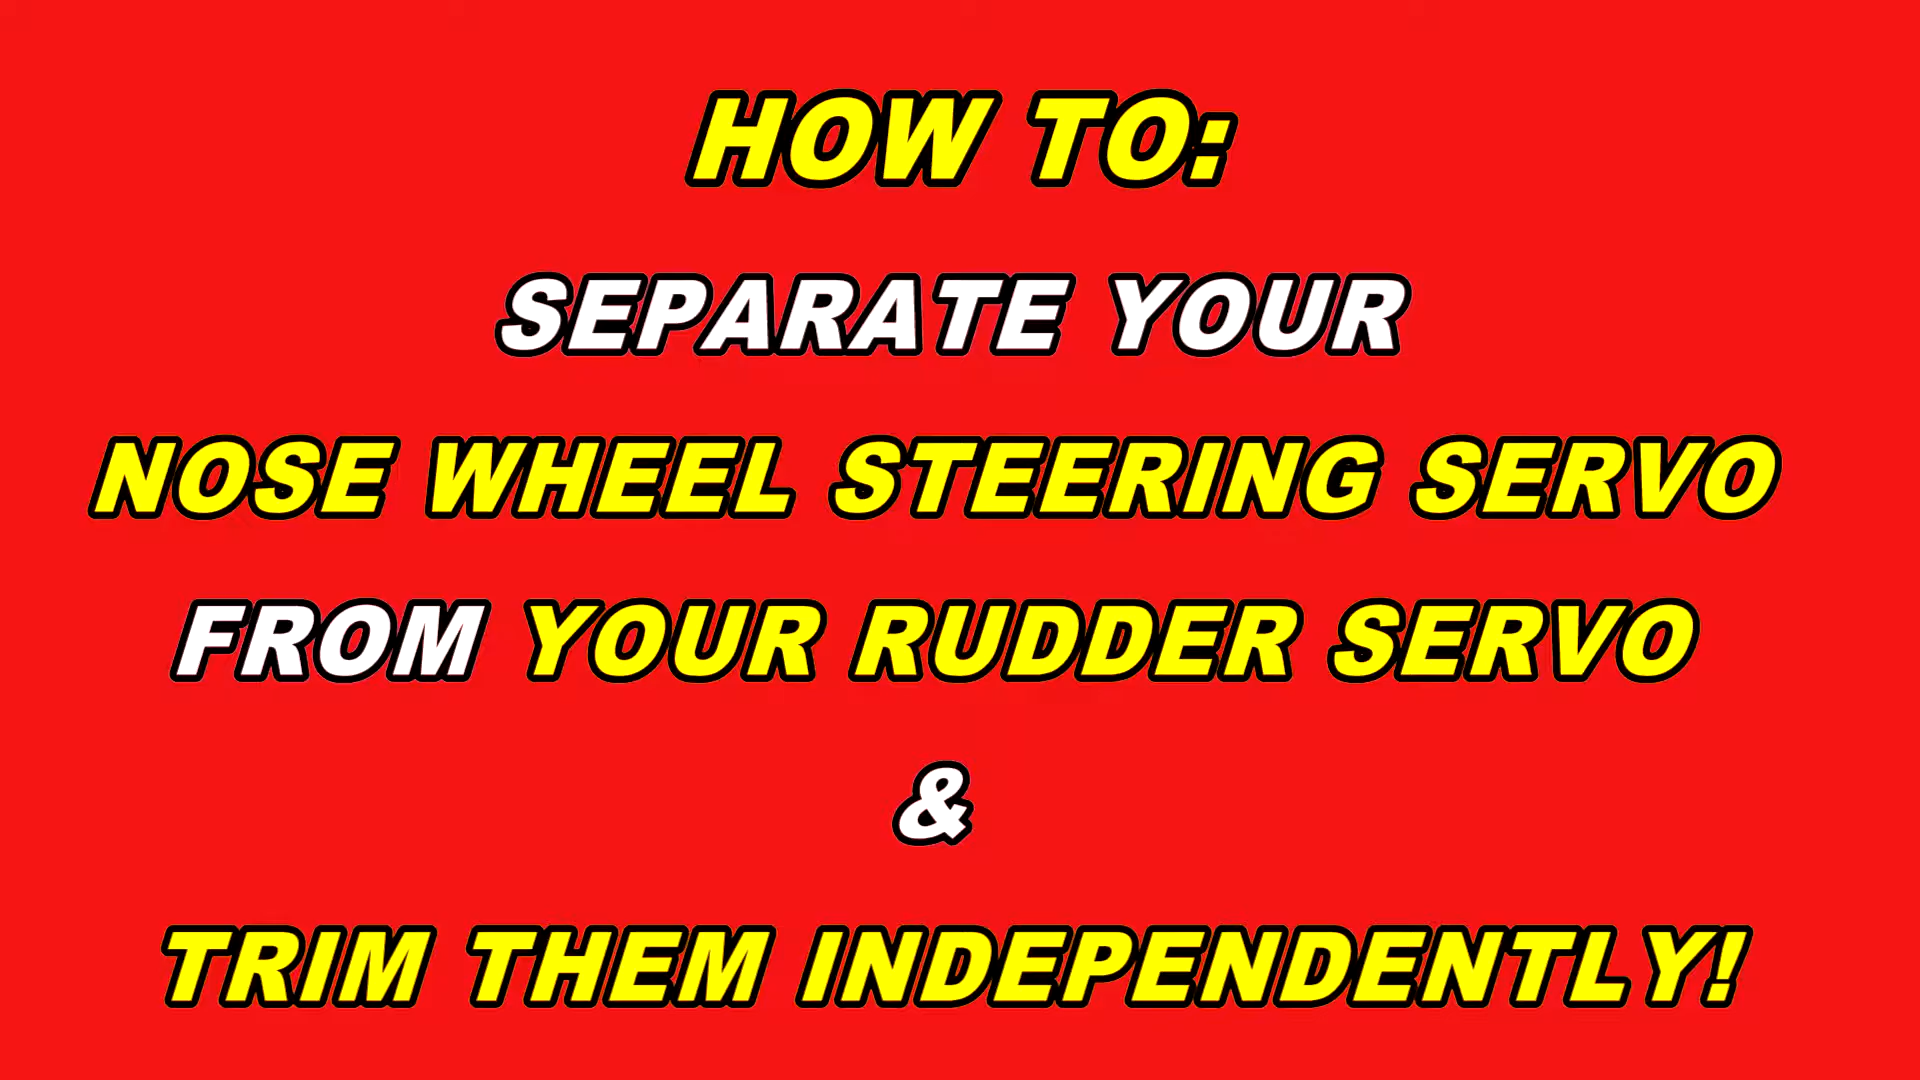 HOW TO:
SEPARATE YOUR
NOSE WHEEL STEERING SERVO
FROM YOUR RUDDER SERVO
&
TRIM THEM INDEPENDENTLY!